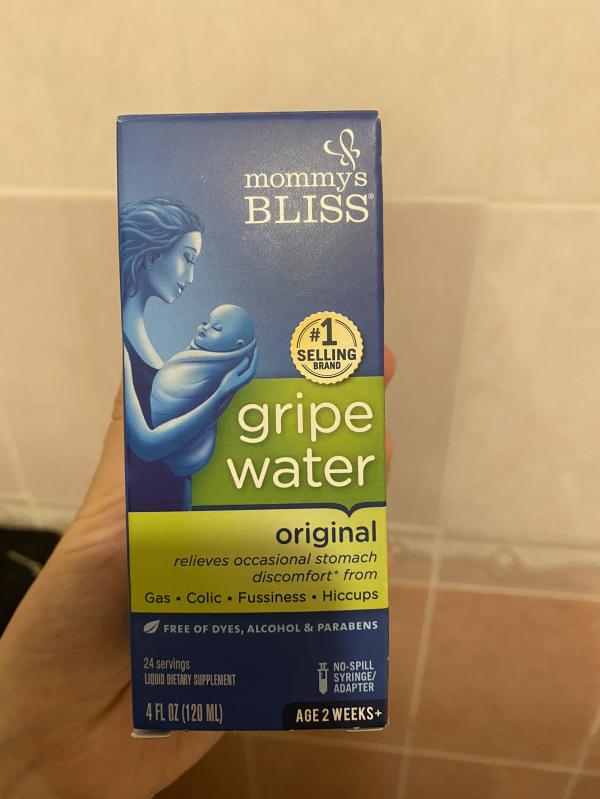 mommy's
BLISS®
#1
SELLING
BRAND
gripe
water
original
relieves occasional stomach
discomfort* from
Gas • Colic • Fussiness • Hiccups
FREE OF DYES, ALCOHOL & PARABENS
24 servings
LIQUID DIETARY SUPPLEMENT
4 FL OZ (120 ML)
NO-SPILL
SYRINGE/
ADAPTER
AGE 2 WEEKS+